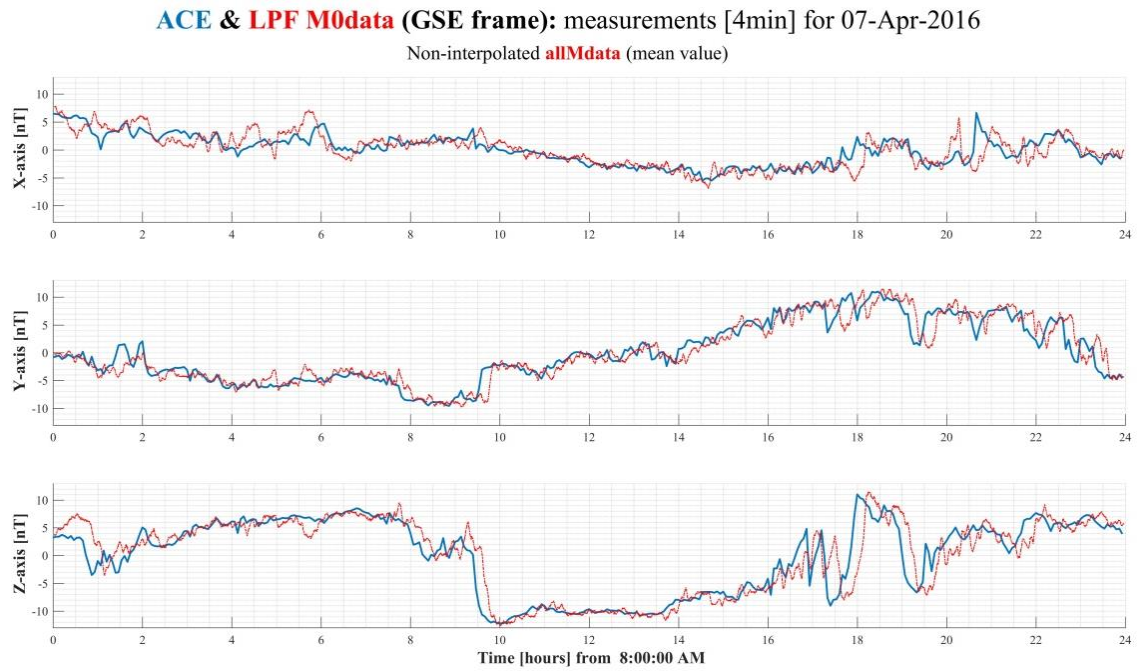 ACE & LPF M0data (GSE frame): measurements [4min] for 07-Apr-2016
Non-interpolated allMdata (mean value)
X-axis [nT]
10
5
0
-5
-10
0 2 4 6 8 10 12 14 16 18 20 22 24
Y-axis [nT]
10
5
0
-5
-10
0 2 4 6 8 10 12 14 16 18 20 22 24
Z-axis [nT]
10
5
0
-5
-10
0 2 4 6 8 10 12 14 16 18 20 22 24
Time [hours] from 8:00:00 AM